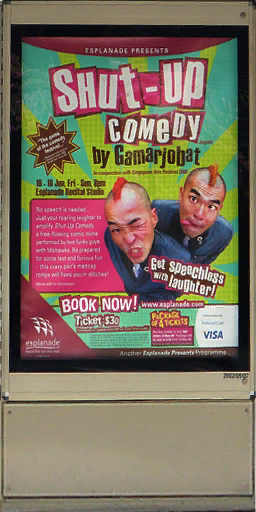 ESPLANADE PRESENTS
SHUT-UP
COMEDY
by Gamarjobat
in conjunction with Singapore Arts Festival 2006
16 - 18 Jun, Fri - Sun, 8pm
Esplanade Recital Studio
No speech is needed...
Just your roaring laughter to
amplify Shut-Up Comedy,
a free-flowing comic mime
performed by two funky guys
with Mohawks. Be prepared
for some fast and furious fun
- this crazy pair's madcap
romps will have you in stitches!
Get speechless
with laughter!
BOOK NOW!
www.esplanade.com
Ticket $30
PACKAGE
OF 4 TICKETS
VISA
esplanade
Another Esplanade Presents Programme